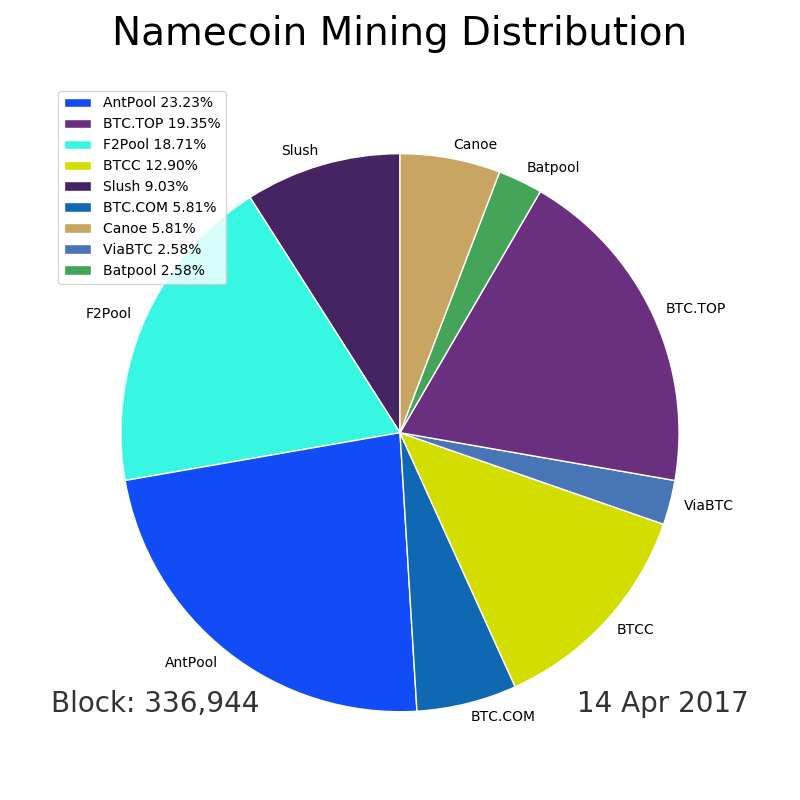 Namecoin Mining Distribution
AntPool 23.23%
BTC.TOP 19.35%
F2Pool 18.71%
BTCC 12.90%
Slush 9.03%
BTC.COM 5.81%
Canoe 5.81%
ViaBTC 2.58%
Batpool 2.58%
Slush
Canoe
Batpool
F2Pool
BTC.TOP
ViaBTC
BTCC
AntPool
BTC.COM
Block: 336,944
14 Apr 2017